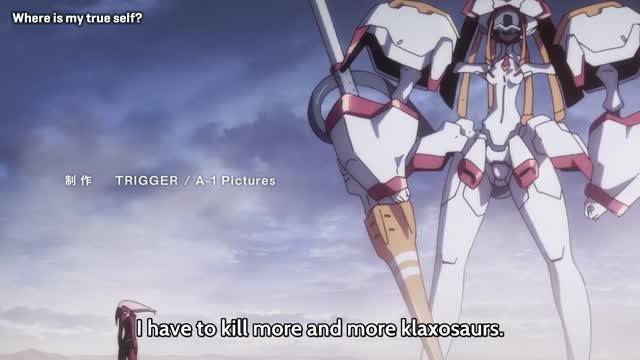 Where is my true self?
制作 TRIGGER / A-1 Pictures
I have to kill more and more klaxosaurs.